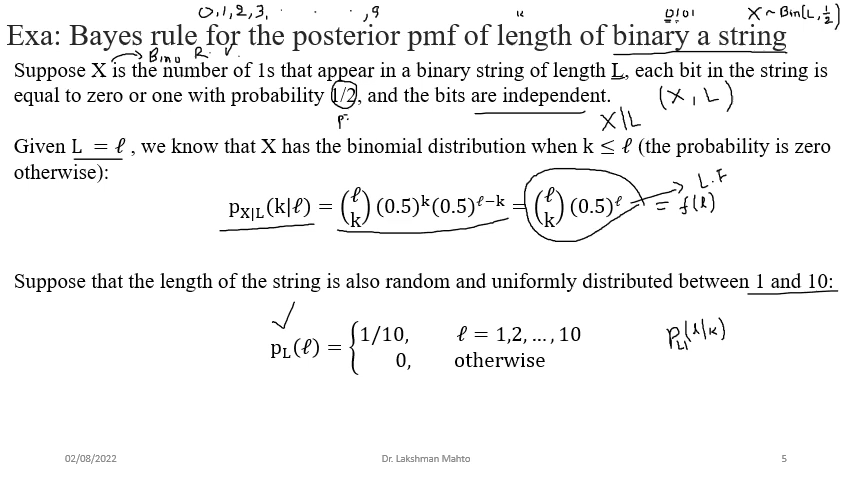 0,1,2,3, . . . ,9 k 0101 X ~ Bin(L, 1/2)
Exa: Bayes rule for the posterior pmf of length of binary a string
Bino R. V.
Suppose X is the number of 1s that appear in a binary string of length L, each bit in the string is
equal to zero or one with probability 1/2, and the bits are independent. (X, L)
p. X|L
Given L = ℓ , we know that X has the binomial distribution when k ≤ ℓ (the probability is zero
otherwise):
L.F
p_X|L(k|ℓ) = (ℓ k) (0.5)^k (0.5)^ℓ−k = (ℓ k) (0.5)^ℓ = f(ℓ)
Suppose that the length of the string is also random and uniformly distributed between 1 and 10:
✓
p_L(ℓ) = { 1/10, ℓ = 1,2, … , 10 P_L|(ℓ|k)
0, otherwise
02/08/2022 Dr. Lakshman Mahto 5